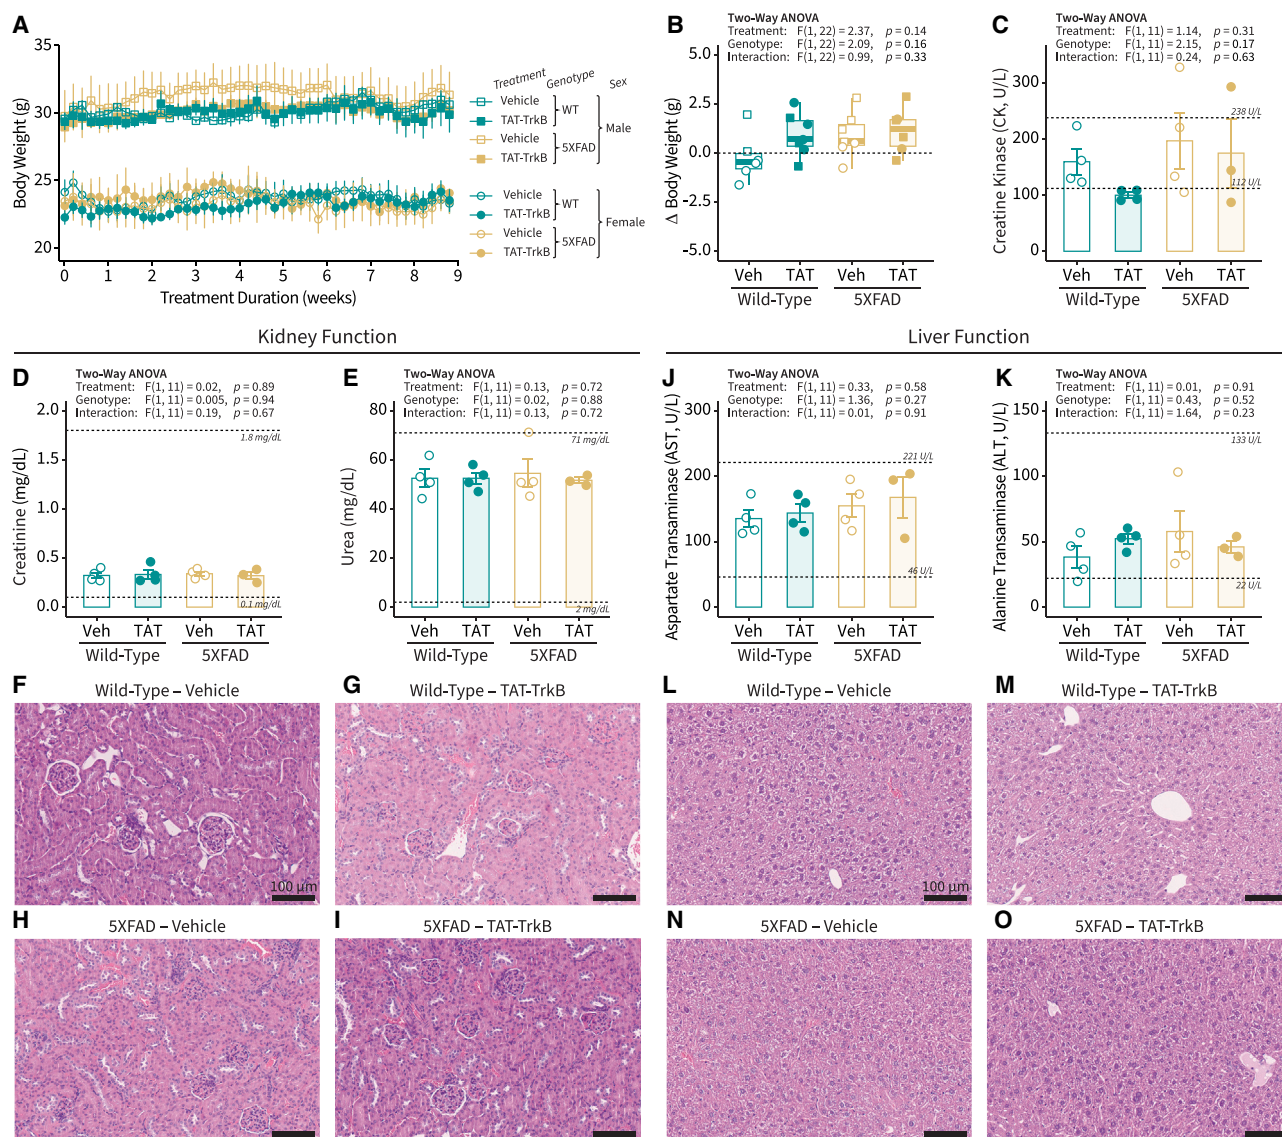 A
35
30
25
20
Body Weight (g)
0 1 2 3 4 5 6 7 8 9
Treatment Duration (weeks)
Treatment Genotype Sex
Vehicle
TAT-TrkB
WT
Vehicle
TAT-TrkB
5XFAD
Male
Vehicle
TAT-TrkB
WT
Vehicle
TAT-TrkB
5XFAD
Female
B
Two-Way ANOVA
Treatment: F(1, 22) = 2.37, p = 0.14
Genotype: F(1, 22) = 2.09, p = 0.16
Interaction: F(1, 22) = 0.99, p = 0.33
5.0
2.5
0.0
-2.5
-5.0
Δ Body Weight (g)
Veh TAT Veh TAT
Wild-Type 5XFAD
C
Two-Way ANOVA
Treatment: F(1, 11) = 1.14, p = 0.31
Genotype: F(1, 11) = 2.15, p = 0.17
Interaction: F(1, 11) = 0.24, p = 0.63
300
200
100
0
Creatine Kinase (CK, U/L)
238 U/L
112 U/L
Veh TAT Veh TAT
Wild-Type 5XFAD
Kidney Function
D
Two-Way ANOVA
Treatment: F(1, 11) = 0.02, p = 0.89
Genotype: F(1, 11) = 0.005, p = 0.94
Interaction: F(1, 11) = 0.19, p = 0.67
2.0
1.5
1.0
0.5
0.0
Creatinine (mg/dL)
1.8 mg/dL
0.1 mg/dL
Veh TAT Veh TAT
Wild-Type 5XFAD
E
Two-Way ANOVA
Treatment: F(1, 11) = 0.13, p = 0.72
Genotype: F(1, 11) = 0.02, p = 0.88
Interaction: F(1, 11) = 0.13, p = 0.72
80
60
40
20
0
Urea (mg/dL)
71 mg/dL
2 mg/dL
Veh TAT Veh TAT
Wild-Type 5XFAD
Liver Function
J
Two-Way ANOVA
Treatment: F(1, 11) = 0.33, p = 0.58
Genotype: F(1, 11) = 1.36, p = 0.27
Interaction: F(1, 11) = 0.01, p = 0.91
300
200
100
0
Aspartate Transaminase (AST, U/L)
221 U/L
46 U/L
Veh TAT Veh TAT
Wild-Type 5XFAD
K
Two-Way ANOVA
Treatment: F(1, 11) = 0.01, p = 0.91
Genotype: F(1, 11) = 0.43, p = 0.52
Interaction: F(1, 11) = 1.64, p = 0.23
150
100
50
0
Alanine Transaminase (ALT, U/L)
133 U/L
22 U/L
Veh TAT Veh TAT
Wild-Type 5XFAD
F
Wild-Type – Vehicle
100 µm
G
Wild-Type – TAT-TrkB
L
Wild-Type – Vehicle
100 µm
M
Wild-Type – TAT-TrkB
H
5XFAD – Vehicle
I
5XFAD – TAT-TrkB
N
5XFAD – Vehicle
O
5XFAD – TAT-TrkB